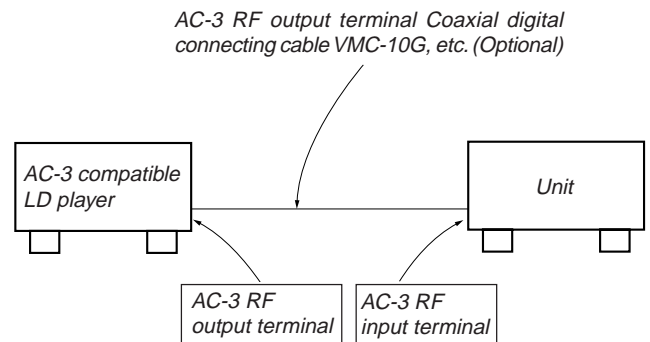 AC-3 RF output terminal Coaxial digital
connecting cable VMC-10G, etc. (Optional)
AC-3 compatible
LD player
Unit
AC-3 RF
output terminal
AC-3 RF
input terminal